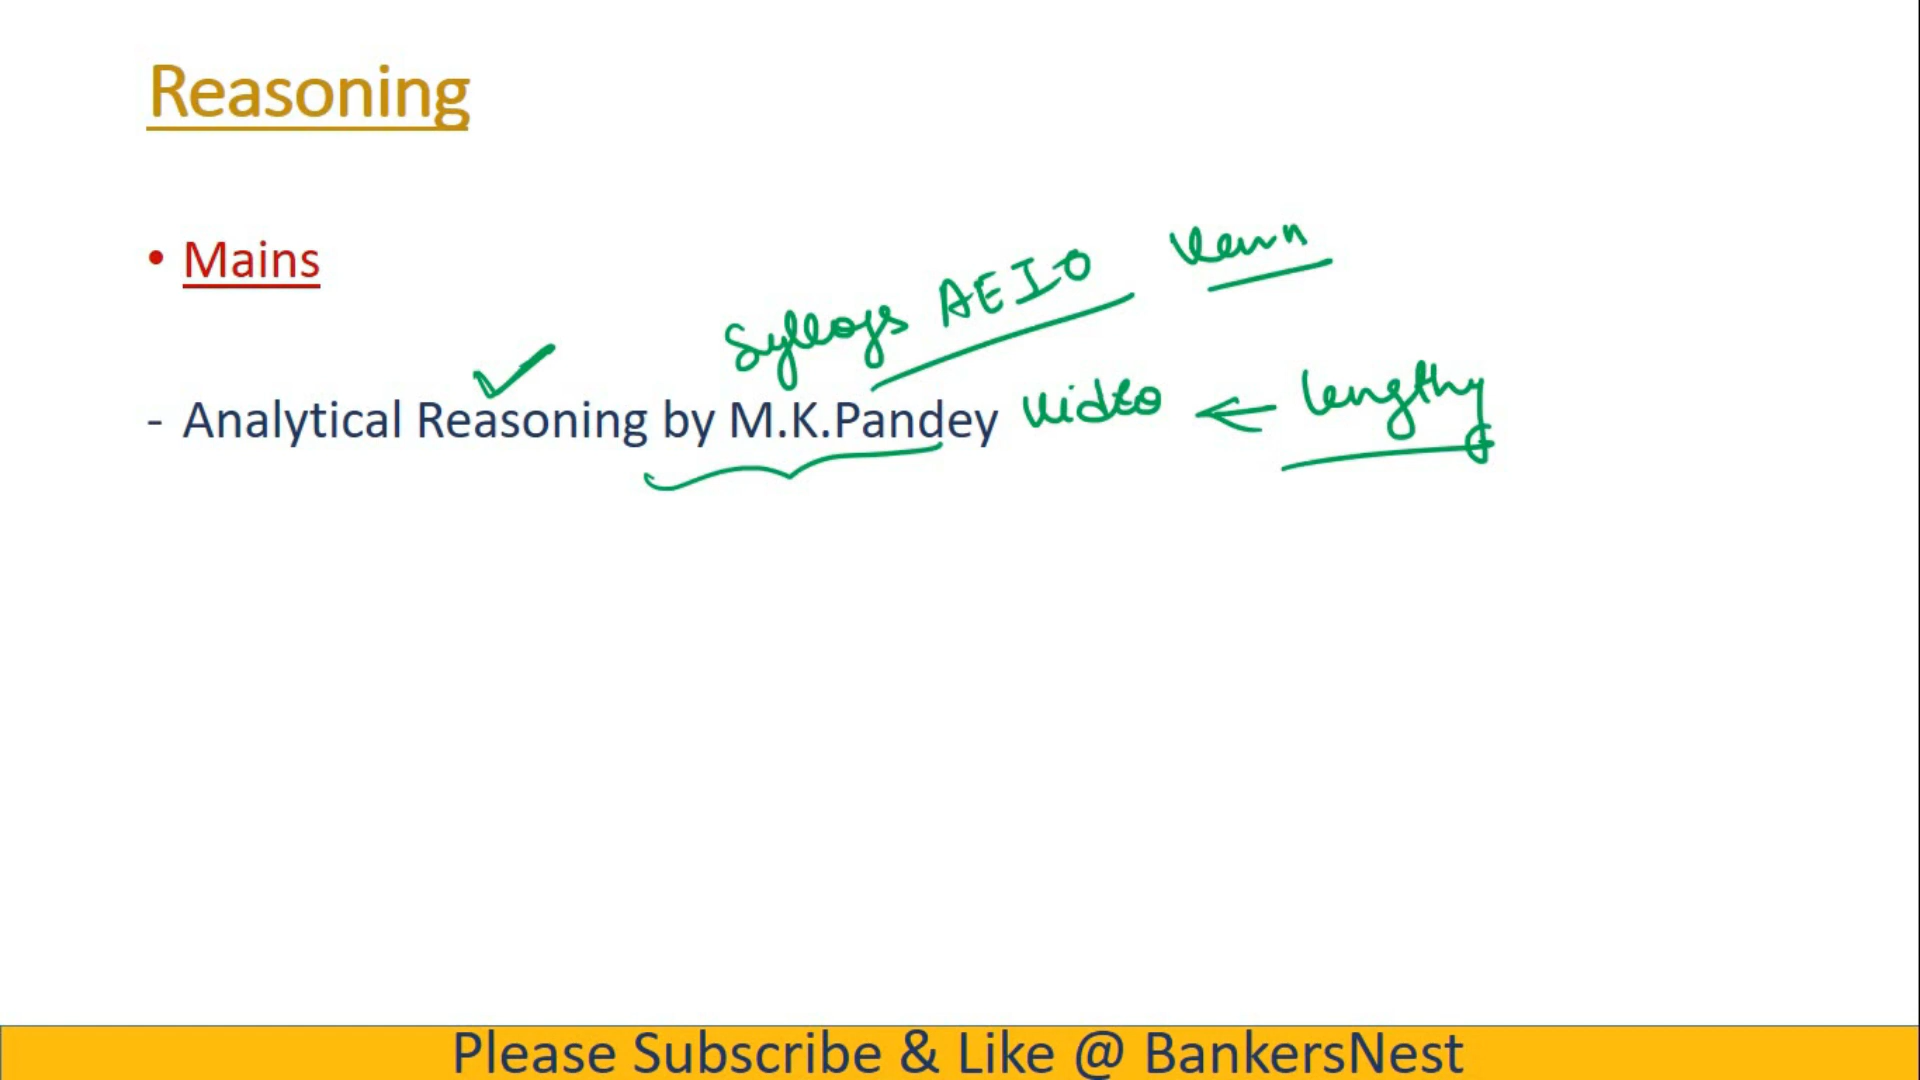 Reasoning
• Mains
Syllogs AEIO Venn
- Analytical Reasoning by M.K.Pandey Video ← lengthy
Please Subscribe & Like @ BankersNest